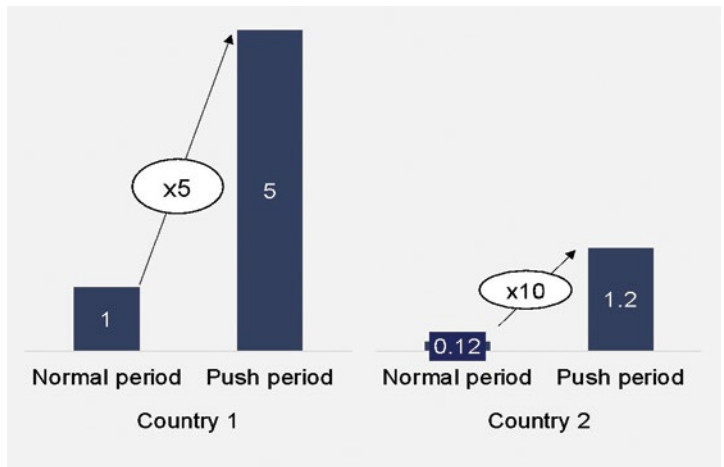 x5
5
1
Normal period Push period
Country 1
x10
1.2
0.12
Normal period Push period
Country 2